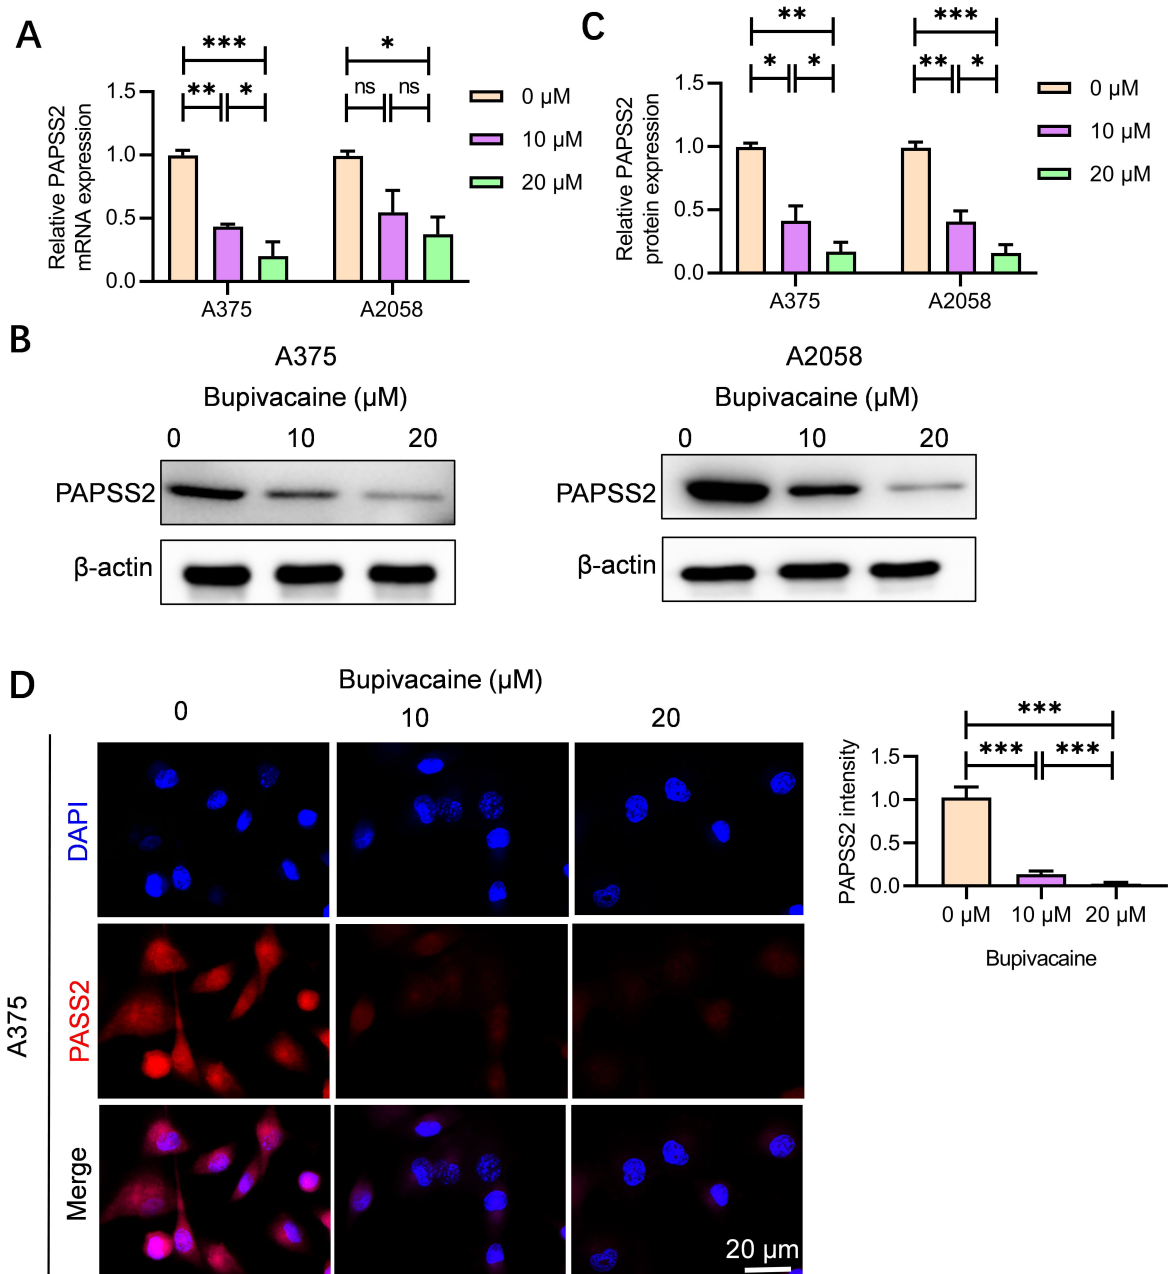 A
***
*
**
*
ns
ns
Relative PAPSS2
mRNA expression
1.5
1.0
0.5
0.0
A375
A2058
0 μM
10 μM
20 μM
C
**
***
*
*
**
*
Relative PAPSS2
protein expression
1.5
1.0
0.5
0.0
A375
A2058
0 μM
10 μM
20 μM
B
A375
Bupivacaine (μM)
0 10 20
PAPSS2
β-actin
A2058
Bupivacaine (μM)
0 10 20
PAPSS2
β-actin
D
Bupivacaine (μM)
0 10 20
A375
DAPI
PASS2
Merge
20 μm
***
***
***
PAPSS2 intensity
1.5
1.0
0.5
0.0
0 μM 10 μM 20 μM
Bupivacaine